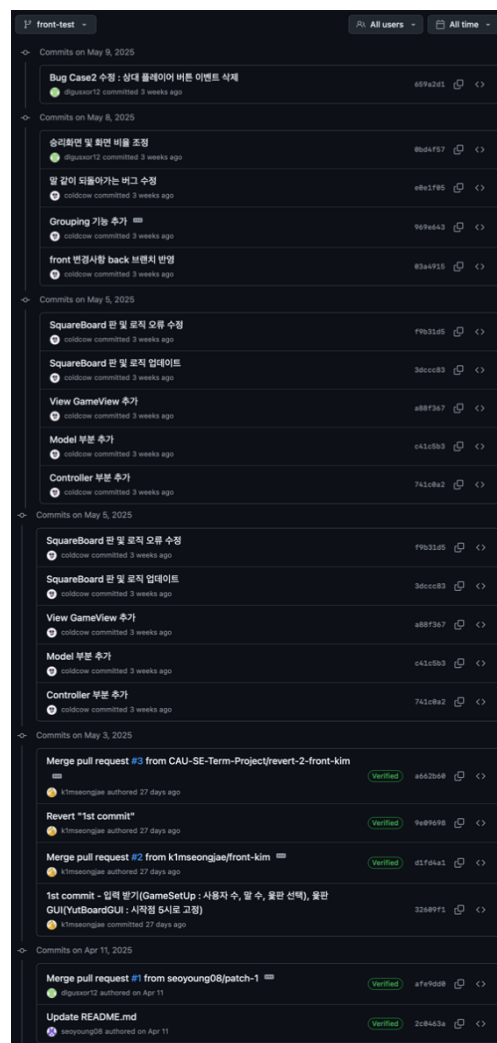 front-test
All users
All time
Commits on May 9, 2025
Bug Case2 수정 : 상대 플레이어 버튼 이벤트 삭제
659a2d1
dlgusxor12 committed 3 weeks ago
Commits on May 8, 2025
승리화면 및 화면 비율 조정
0bd4f57
dlgusxor12 committed 3 weeks ago
말 같이 되돌아가는 버그 수정
e0e1f05
coldcow committed 3 weeks ago
Grouping 기능 추가
969e643
coldcow committed 3 weeks ago
front 변경사항 back 브랜치 반영
03a4915
coldcow committed 3 weeks ago
Commits on May 5, 2025
SquareBoard 판 및 로직 오류 수정
f9b31d5
coldcow committed 3 weeks ago
SquareBoard 판 및 로직 업데이트
3dccc83
coldcow committed 3 weeks ago
View GameView 추가
a88f367
coldcow committed 3 weeks ago
Model 부분 추가
c41c5b3
coldcow committed 3 weeks ago
Controller 부분 추가
741c0a2
coldcow committed 3 weeks ago
Commits on May 5, 2025
SquareBoard 판 및 로직 오류 수정
f9b31d5
coldcow committed 3 weeks ago
SquareBoard 판 및 로직 업데이트
3dccc83
coldcow committed 3 weeks ago
View GameView 추가
a88f367
coldcow committed 3 weeks ago
Model 부분 추가
c41c5b3
coldcow committed 3 weeks ago
Controller 부분 추가
741c0a2
coldcow committed 3 weeks ago
Commits on May 3, 2025
Merge pull request #3 from CAU-SE-Term-Project/revert-2-front-kim
Verified
a662b60
k1mseongjae authored 27 days ago
Revert "1st commit"
Verified
9e09698
k1mseongjae authored 27 days ago
Merge pull request #2 from k1mseongjae/front-kim
Verified
d1fd4a1
k1mseongjae authored 27 days ago
1st commit - 입력 받기(GameSetUp : 사용자 수, 말 수, 윷판 선택), 윷판
GUI(YutBoardGUI : 시작점 5시로 고정)
32609f1
k1mseongjae committed 27 days ago
Commits on Apr 11, 2025
Merge pull request #1 from seoyoung08/patch-1
Verified
afe9dd0
dlgusxor12 authored on Apr 11
Update README.md
Verified
2c0463a
seoyoung08 authored on Apr 11